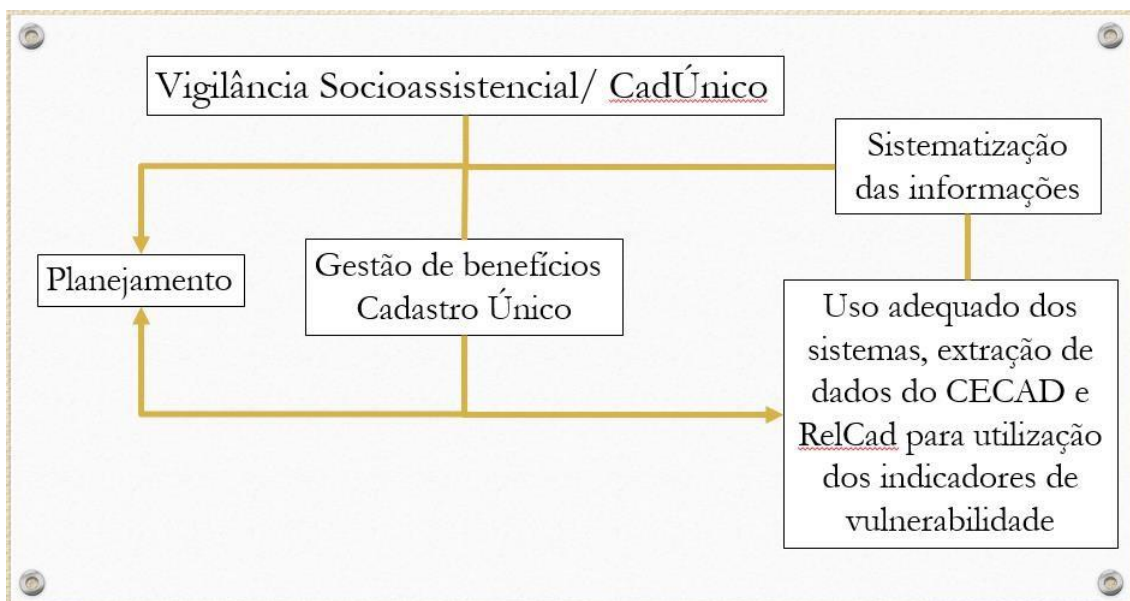 Vigilância Socioassistencial/ CadÚnico
Sistematização
das informações
Planejamento
Gestão de benefícios
Cadastro Único
Uso adequado dos
sistemas, extração de
dados do CECAD e
RelCad para utilização
dos indicadores de
vulnerabilidade